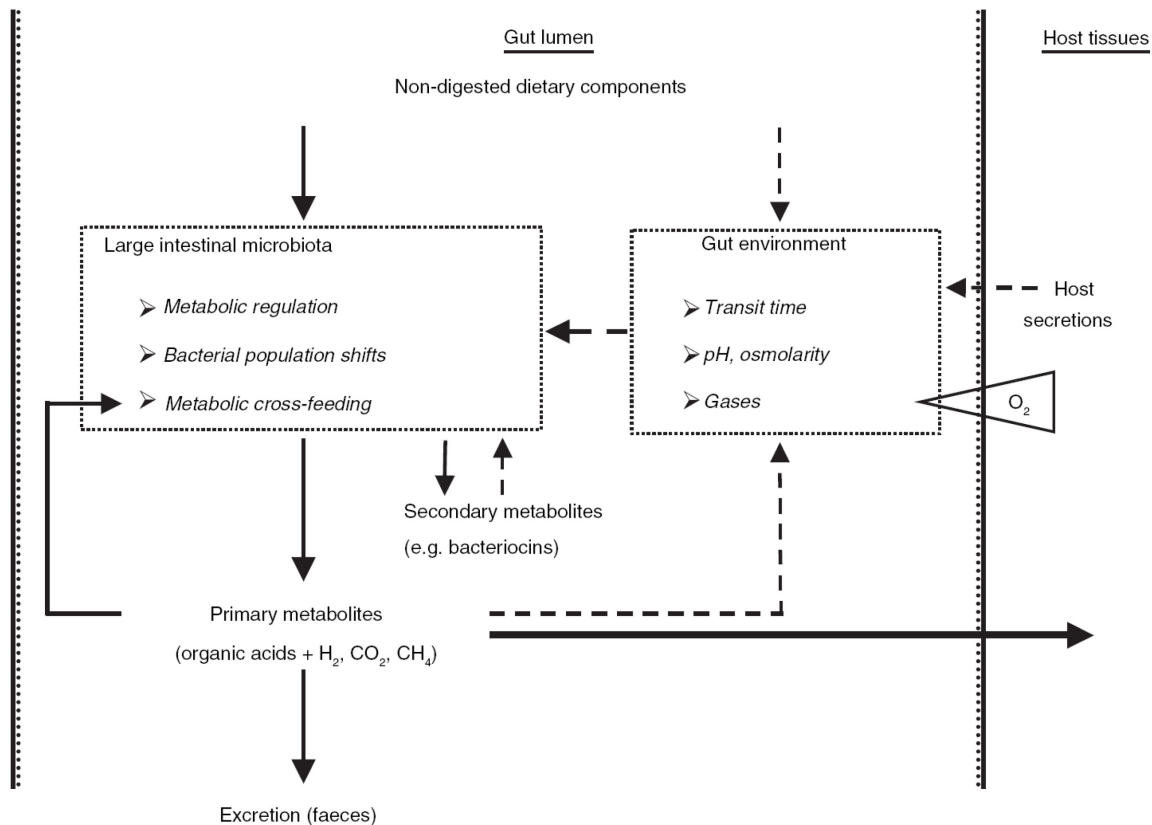 Gut lumen
Host tissues
Non-digested dietary components
Large intestinal microbiota
Metabolic regulation
Bacterial population shifts
Metabolic cross-feeding
Gut environment
Transit time
pH, osmolarity
Gases
Host
secretions
O₂
Secondary metabolites
(e.g. bacteriocins)
Primary metabolites
(organic acids + H₂, CO₂, CH₄)
Excretion (faeces)